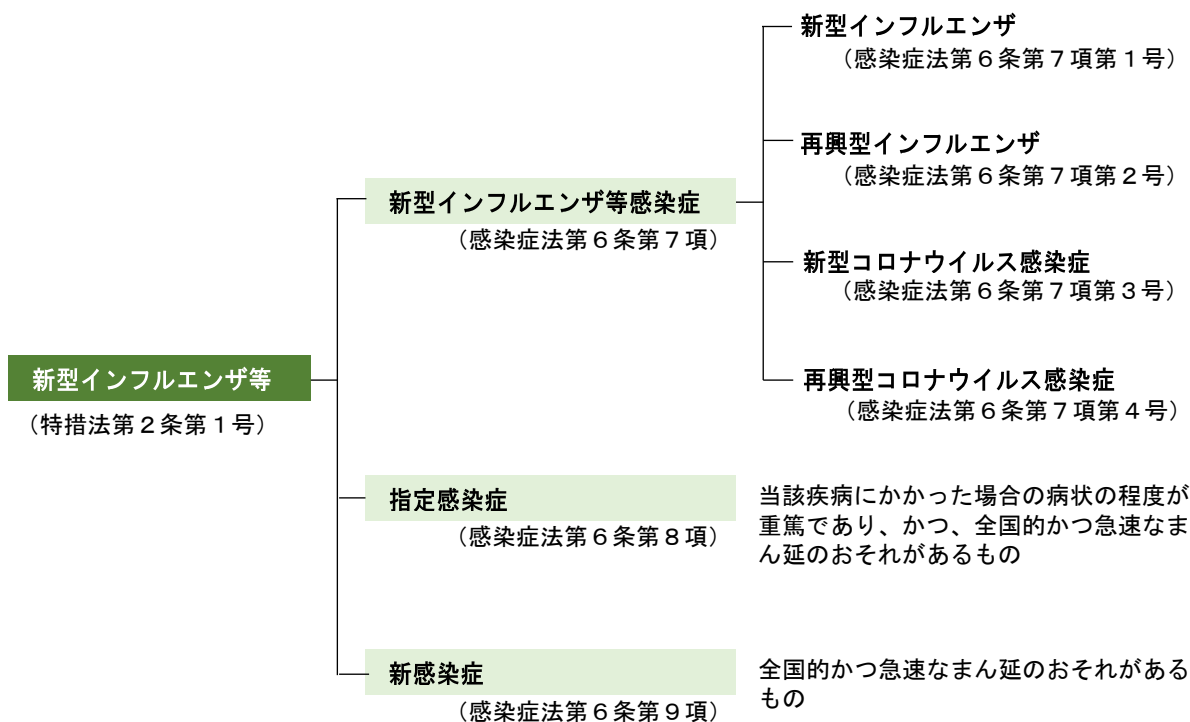 新型インフルエンザ
（感染症法第６条第７項第１号）
再興型インフルエンザ
（感染症法第６条第７項第２号）
新型インフルエンザ等感染症
（感染症法第６条第７項）
新型コロナウイルス感染症
（感染症法第６条第７項第３号）
再興型コロナウイルス感染症
（感染症法第６条第７項第４号）
新型インフルエンザ等
（特措法第２条第１号）
指定感染症
（感染症法第６条第８項）
当該疾病にかかった場合の病状の程度が
重篤であり、かつ、全国的かつ急速なま
ん延のおそれがあるもの
新感染症
（感染症法第６条第９項）
全国的かつ急速なまん延のおそれがある
もの